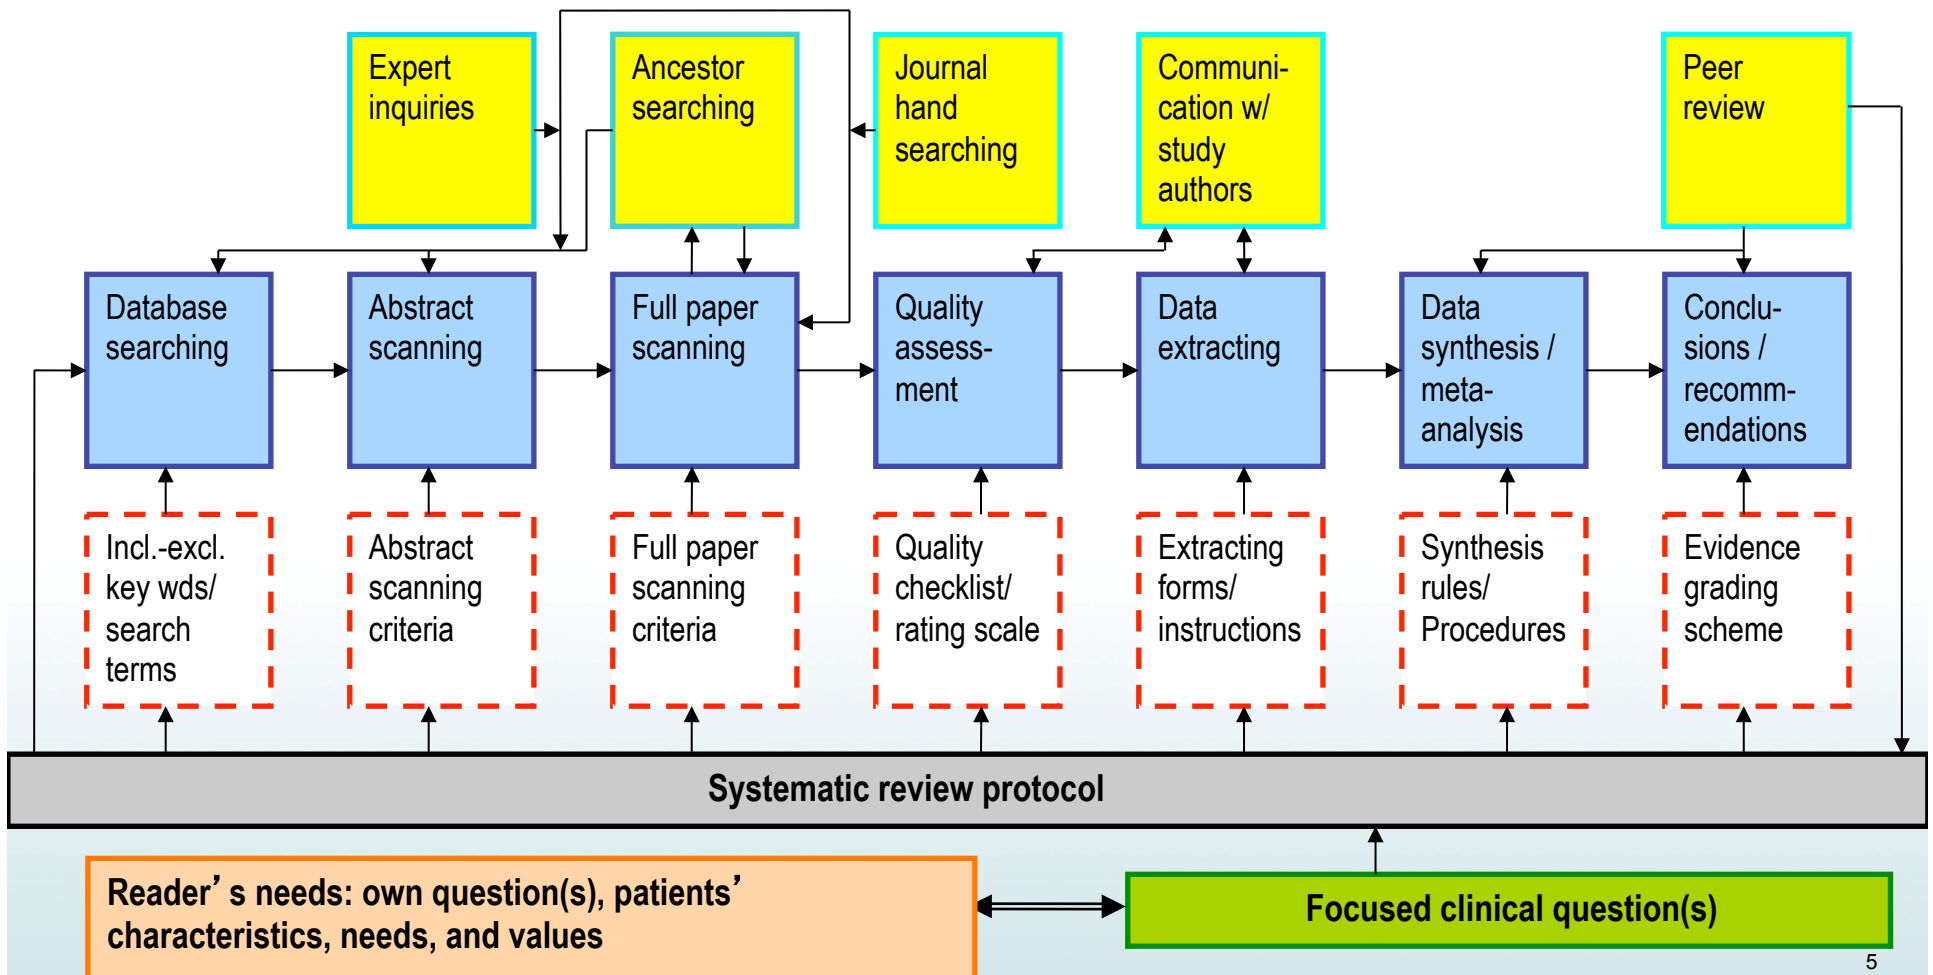 Expert
inquiries
Ancestor
searching
Journal
hand
searching
Communi-
cation w/
study
authors
Peer
review
Database
searching
Abstract
scanning
Full paper
scanning
Quality
assess-
ment
Data
extracting
Data
synthesis /
meta-
analysis
Conclu-
sions /
recomm-
endations
Incl.-excl.
key wds/
search
terms
Abstract
scanning
criteria
Full paper
scanning
criteria
Quality
checklist/
rating scale
Extracting
forms/
instructions
Synthesis
rules/
Procedures
Evidence
grading
scheme
Systematic review protocol
Reader’s needs: own question(s), patients’
characteristics, needs, and values
Focused clinical question(s)
5